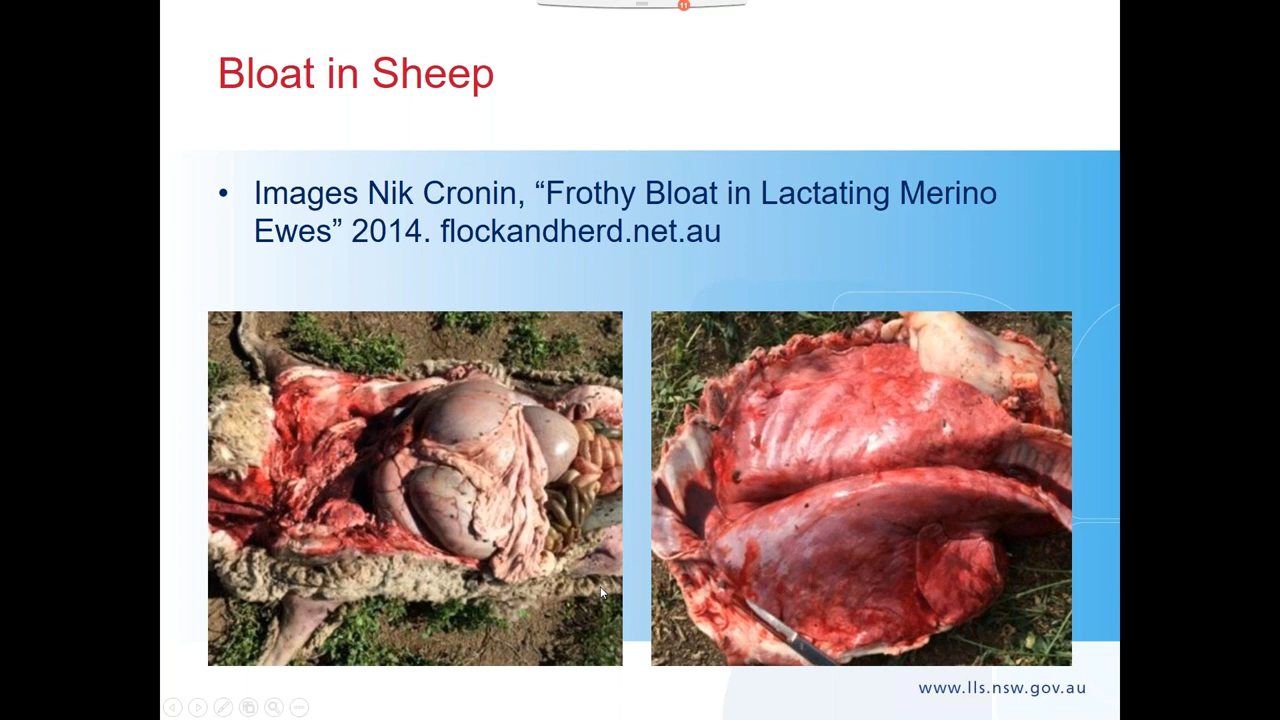 11
Bloat in Sheep
• Images Nik Cronin, “Frothy Bloat in Lactating Merino
Ewes” 2014. flockandherd.net.au
www.lls.nsw.gov.au